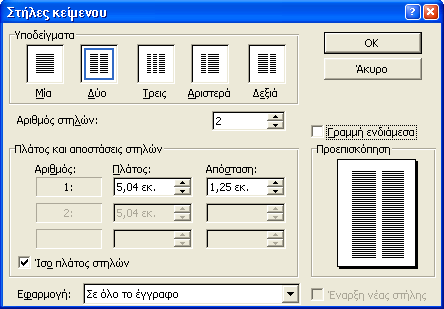 Στήλες κείμενου
Υποδείγματα
Μία
Δύο
Τρεις
Αριστερά
Δεξιά
OK
Άκυρο
Αριθμός στηλών:
2
Γραμμή ενδιάμεσα
Πλάτος και αποστάσεις στηλών
Αριθμός:
Πλάτος:
Απόσταση:
1:
5,04 εκ.
1,25 εκ.
2:
5,04 εκ.
Ίσο πλάτος στηλών
Προεπισκόπηση
Εφαρμογή:
Σε όλο το έγγραφο
Έναρξη νέας στήλης